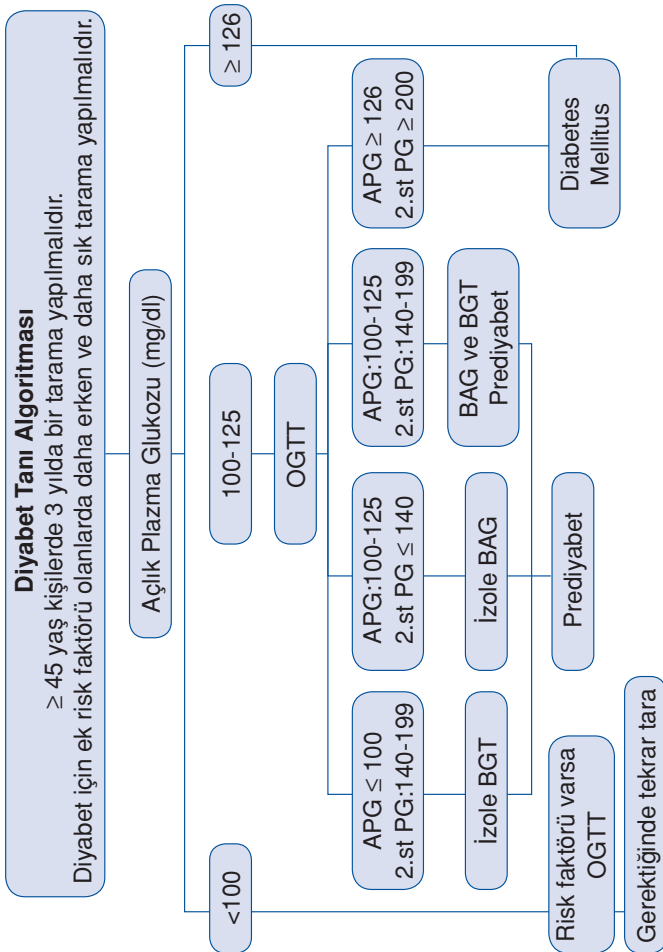 Diyabet Tanı Algoritması
≥ 45 yaş kişilerde 3 yılda bir tarama yapılmalıdır.
Diyabet için ek risk faktörü olanlarda daha erken ve daha sık tarama yapılmalıdır.
Açlık Plazma Glukozu (mg/dl)
<100
100-125
≥ 126
OGTT
APG ≤ 100
2.st PG:140-199
APG:100-125
2.st PG ≤ 140
APG:100-125
2.st PG:140-199
APG ≥ 126
2.st PG ≥ 200
İzole BGT
İzole BAG
BAG ve BGT
Prediyabet
Risk faktörü varsa
OGTT
Prediyabet
Diabetes
Mellitus
Gerektiğinde tekrar tara